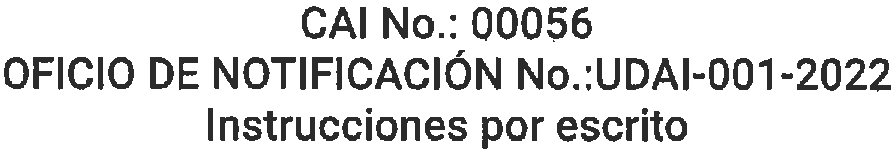 CAI No.: 00056
OFICIO DE NOTIFICACIÓN No.:UDAI-001-2022
Instrucciones por escrito